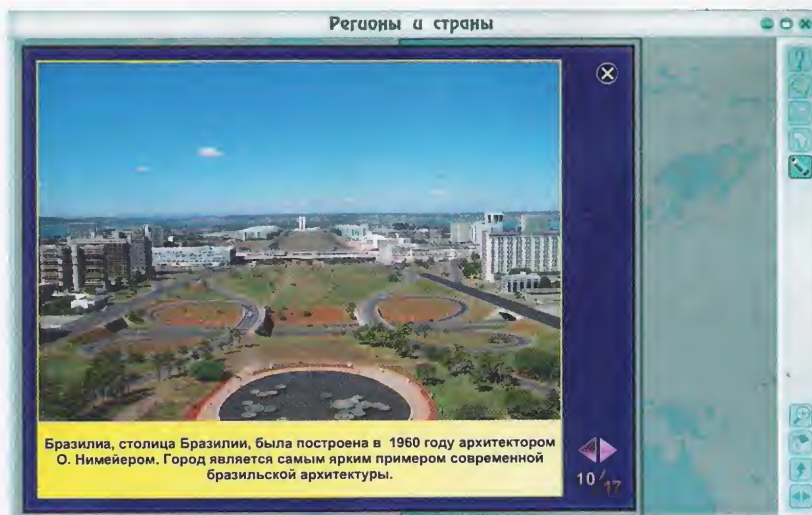 Регионы и страны
Бразилиа, столица Бразилии, была построена в 1960 году архитектором
О. Нимейером. Город является самым ярким примером современной
бразильской архитектуры.
10/17